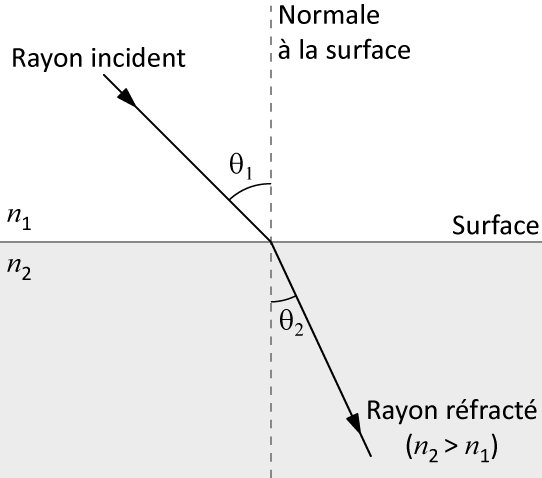 Normale
à la surface
Rayon incident
θ1
n1
Surface
n2
θ2
Rayon réfracté
(n2 > n1)